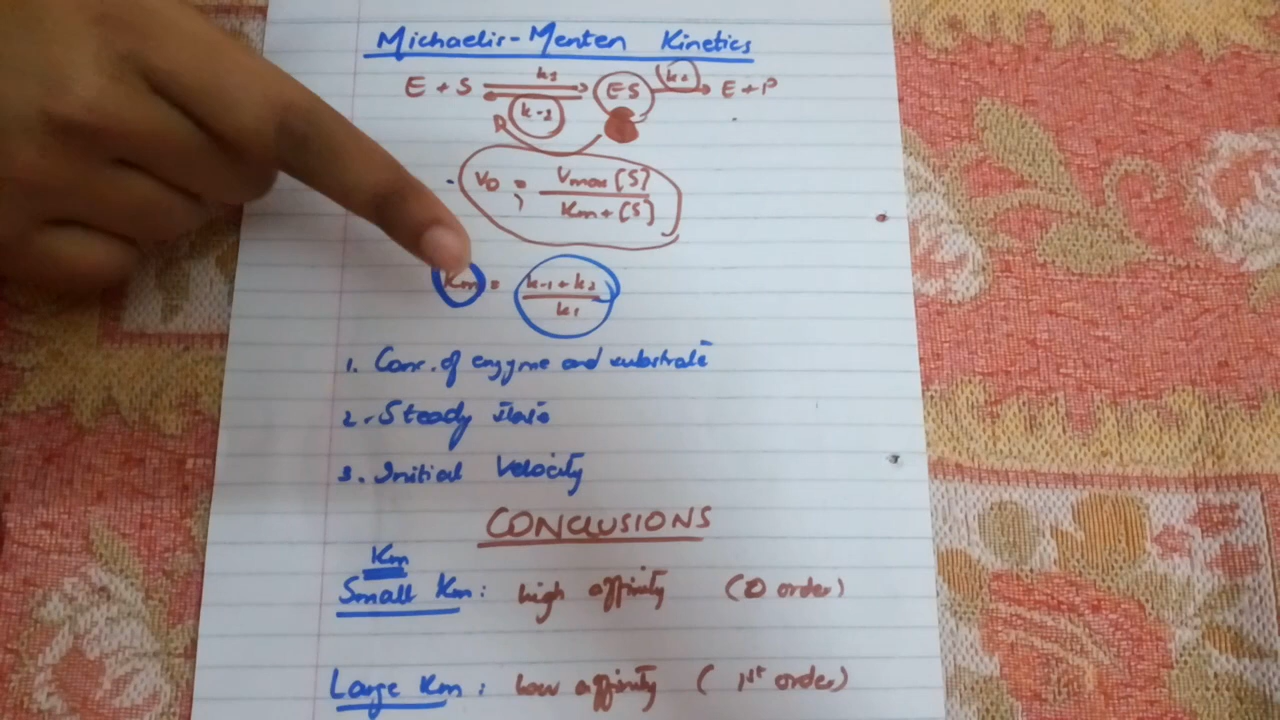 Michaelis-Menten Kinetics
E + S k1 ES k2 E + P
k-1
Vo = Vmax [S]
Km + [S]
Km = k-1 + k2
k1
1. Conc. of enzyme and substrate
2. Steady state
3. Initial Velocity
CONCLUSIONS
Km
Small Km : high affinity (0 order)
Large Km : low affinity ( 1st order)